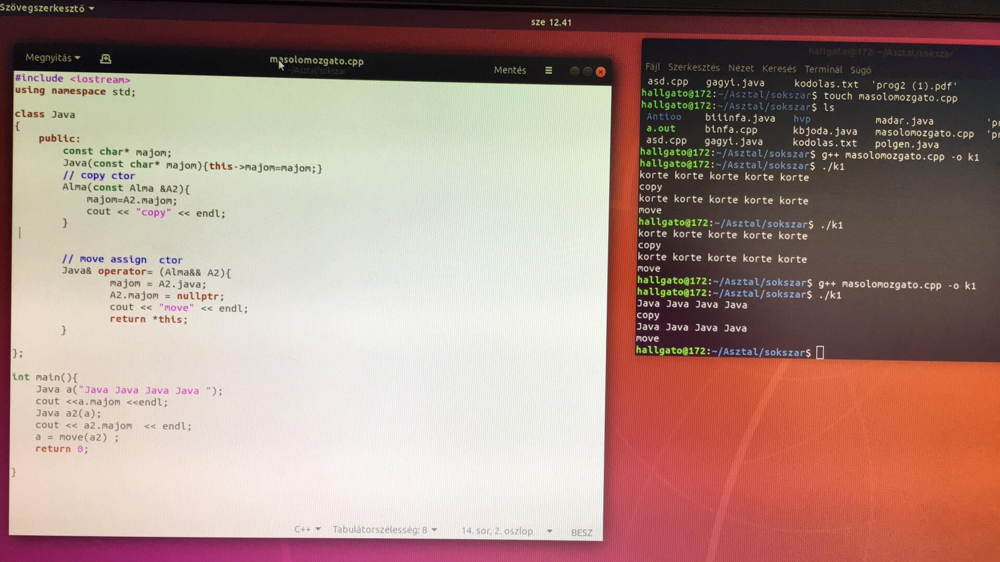 Szövegszerkesztő
sze 12.41
Megnyitás
masolomozgato.cpp
~/Asztal/sokszar
Mentés
#include <iostream>
using namespace std;
class Java
{
public:
const char* majom;
Java(const char* majom){this->majom=majom;}
// copy ctor
Alma(const Alma &A2){
majom=A2.majom;
cout << "copy" << endl;
}
// move assign  ctor
Java& operator= (Alma&& A2){
majom = A2.java;
A2.majom = nullptr;
cout << "move" << endl;
return *this;
}
};
int main(){
Java a("Java Java Java Java ");
cout <<a.majom <<endl;
Java a2(a);
cout << a2.majom  << endl;
a = move(a2) ;
return 0;
}
C++
Tabulátorszélesség: 8
14. sor, 2. oszlop
BESZ
hallgato@172: ~/Asztal/sokszar
Fájl Szerkesztés Nézet Keresés Terminál Súgó
asd.cpp gagyi.java kodolas.txt 'prog2 (1).pdf'
hallgato@172:~/Asztal/sokszar$ touch masolomozgato.cpp
hallgato@172:~/Asztal/sokszar$ ls
Antioo biiinfa.java hvp madar.java 'pr
a.out binfa.cpp kbjoda.java masolomozgato.cpp 'pr
asd.cpp gagyi.java kodolas.txt polgen.java
hallgato@172:~/Asztal/sokszar$ g++ masolomozgato.cpp -o k1
hallgato@172:~/Asztal/sokszar$ ./k1
korte korte korte korte korte
copy
korte korte korte korte korte
move
hallgato@172:~/Asztal/sokszar$ ./k1
korte korte korte korte korte
copy
korte korte korte korte korte
move
hallgato@172:~/Asztal/sokszar$ g++ masolomozgato.cpp -o k1
hallgato@172:~/Asztal/sokszar$ ./k1
Java Java Java Java
copy
Java Java Java Java
move
hallgato@172:~/Asztal/sokszar$